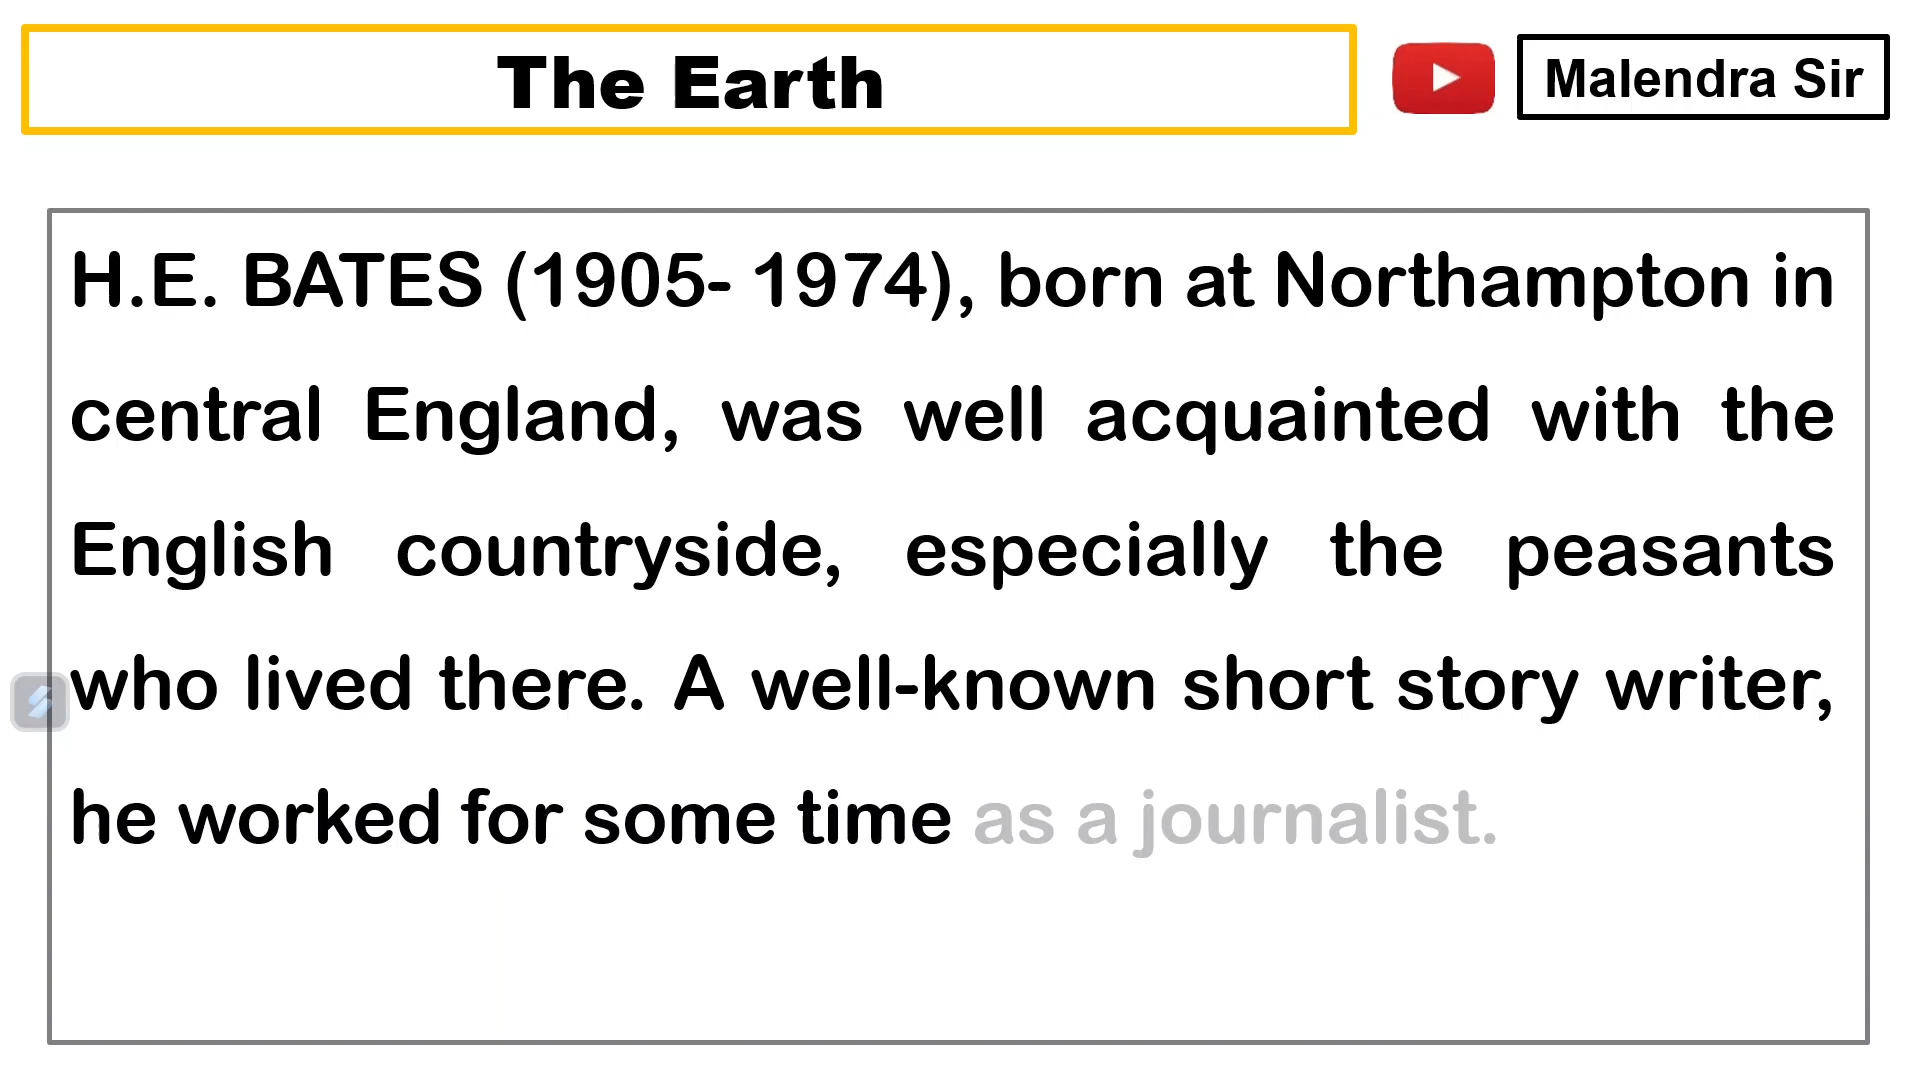 The Earth
Malendra Sir
H.E. BATES (1905- 1974), born at Northampton in
central England, was well acquainted with the
English countryside, especially the peasants
who lived there. A well-known short story writer,
he worked for some time as a journalist.